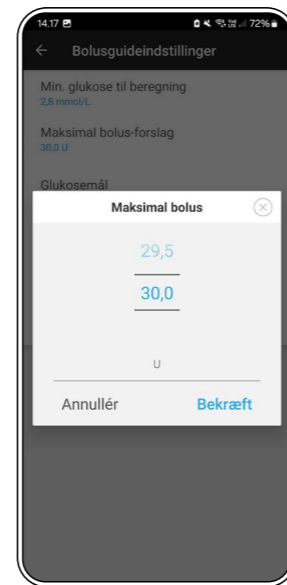 14.17 72%
Bolusguideindstillinger
Min. glukose til beregning
2,8 mmol/L
Maksimal bolus-forslag
30,0 U
Glukosemål
Maksimal bolus
29,5
30,0
U
Annullér Bekræft